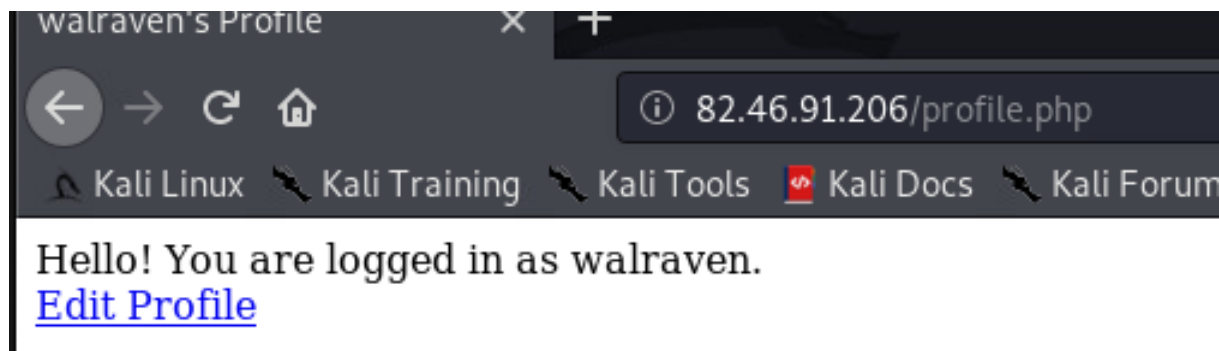 walraven's Profile
82.46.91.206/profile.php
Kali Linux Kali Training Kali Tools Kali Docs Kali Forum
Hello! You are logged in as walraven.
Edit Profile